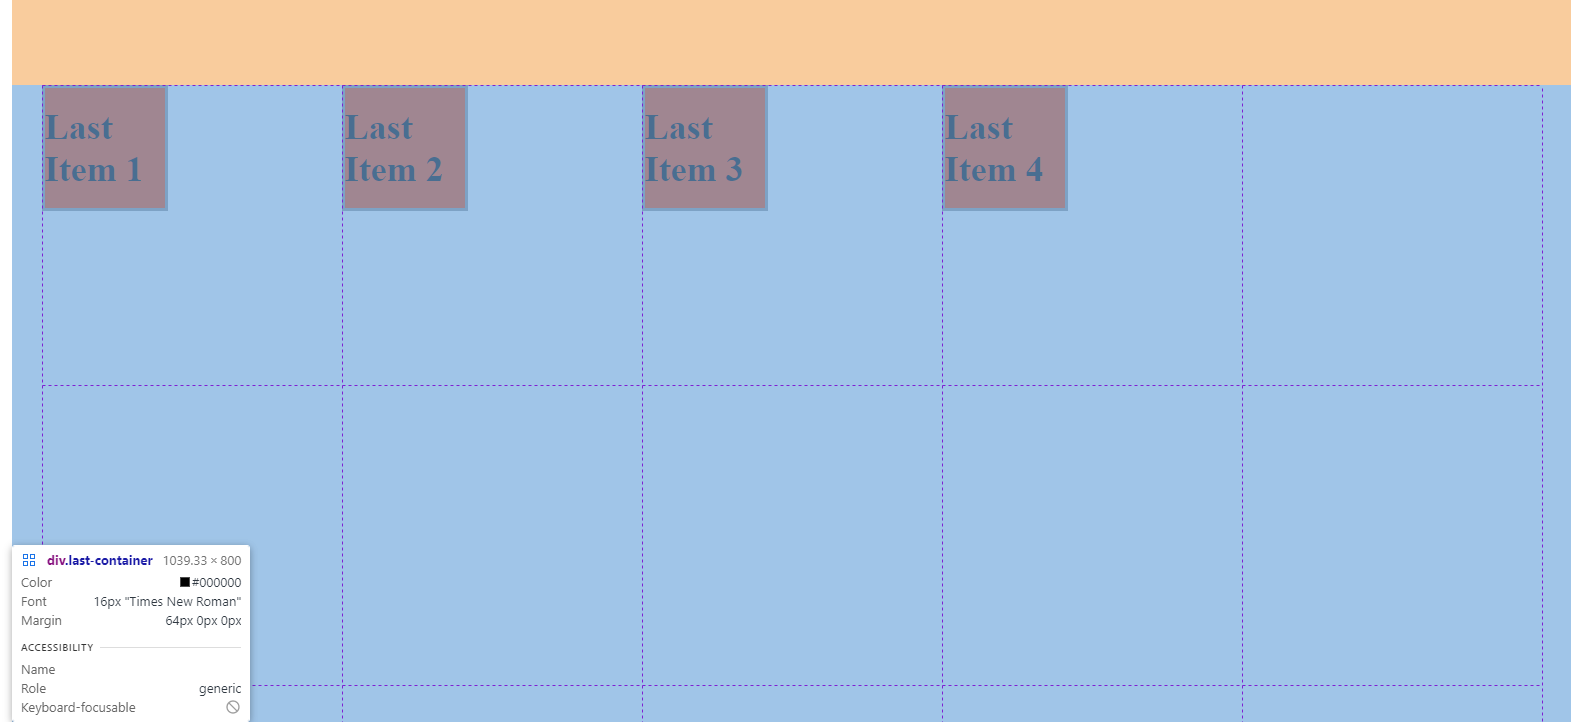 Last
Item 1
Last
Item 2
Last
Item 3
Last
Item 4
div.last-container 1039.33 × 800
Color #000000
Font 16px "Times New Roman"
Margin 64px 0px 0px
ACCESSIBILITY
Name
Role generic
Keyboard-focusable